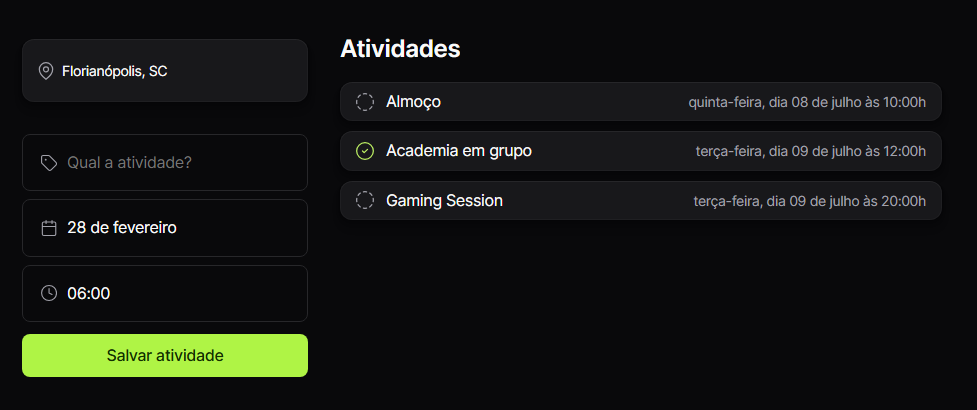 Florianópolis, SC
Qual a atividade?
28 de fevereiro
06:00
Salvar atividade
Atividades
Almoço quinta-feira, dia 08 de julho às 10:00h
Academia em grupo terça-feira, dia 09 de julho às 12:00h
Gaming Session terça-feira, dia 09 de julho às 20:00h